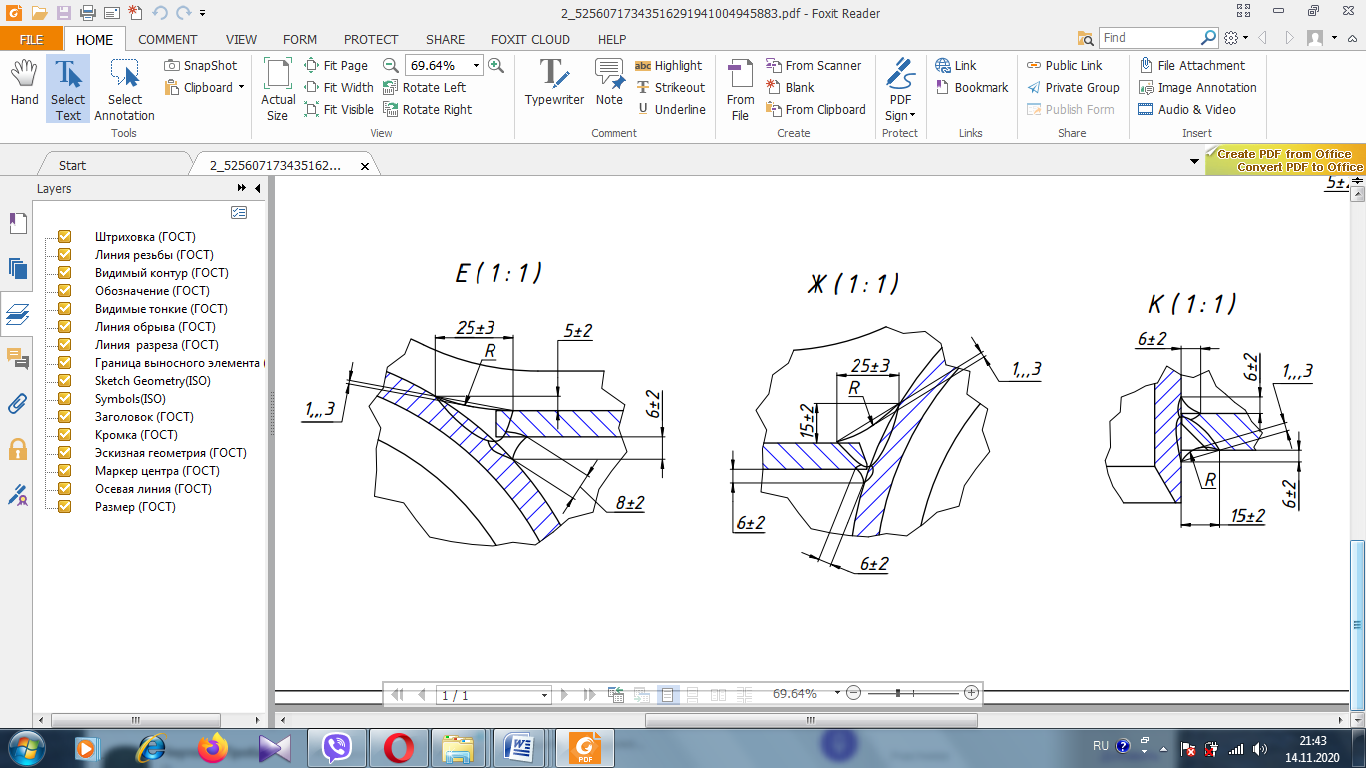 2_52560717343516291941004945883.pdf - Foxit Reader
FILE HOME COMMENT VIEW FORM PROTECT SHARE FOXIT CLOUD HELP
Find
Hand
Select Text
Select Annotation
SnapShot
Clipboard
Tools
Actual Size
Fit Page
Fit Width
Fit Visible
69.64%
Rotate Left
Rotate Right
View
Typewriter
Note
Highlight
Strikeout
Underline
Comment
From File
From Scanner
Blank
From Clipboard
Create
PDF Sign
Protect
Link
Bookmark
Links
Public Link
Private Group
Publish Form
Share
File Attachment
Image Annotation
Audio & Video
Insert
Start
2_525607173435162...
Create PDF from Office
Convert PDF to Office
Layers
Штриховка (ГОСТ)
Линия резьбы (ГОСТ)
Видимый контур (ГОСТ)
Обозначение (ГОСТ)
Видимые тонкие (ГОСТ)
Линия обрыва (ГОСТ)
Линия разреза (ГОСТ)
Граница выносного элемента (
Sketch Geometry(ISO)
Symbols(ISO)
Заголовок (ГОСТ)
Кромка (ГОСТ)
Эскизная геометрия (ГОСТ)
Маркер центра (ГОСТ)
Осевая линия (ГОСТ)
Размер (ГОСТ)
Е (1:1)
25±3
5±2
R
1,,,3
6±2
8±2
Ж (1:1)
25±3
1,,,3
R
15±2
6±2
6±2
К (1:1)
6±2
6±2
1,,,3
R
6±2
15±2
1 / 1
69.64%
RU
21:43
14.11.2020